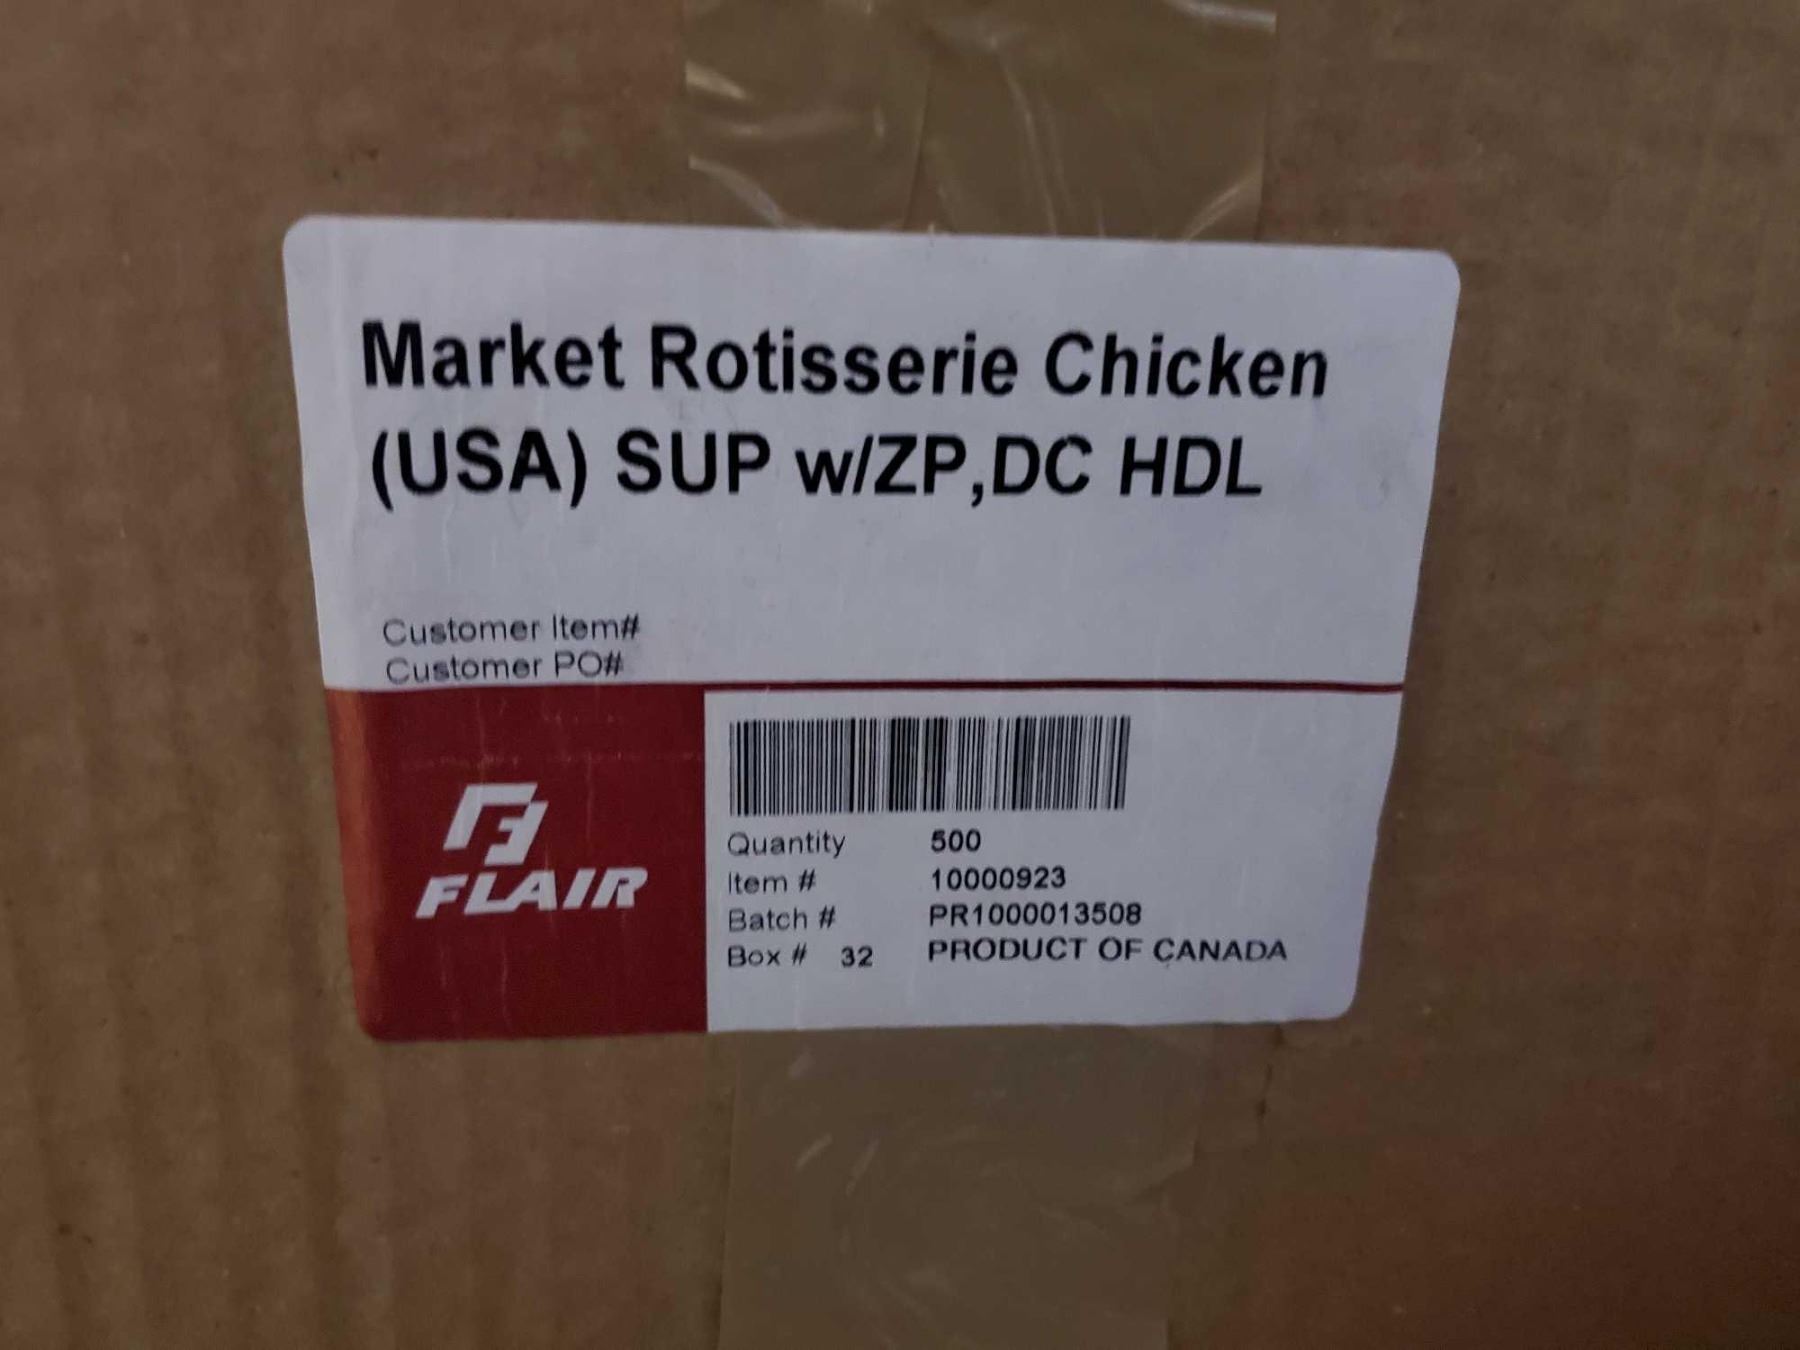 Market Rotisserie Chicken
(USA) SUP w/ZP,DC HDL
Customer Item#
Customer PO#
FLAIR
Quantity 500
Item # 10000923
Batch # PR1000013508
Box # 32 PRODUCT OF CANADA